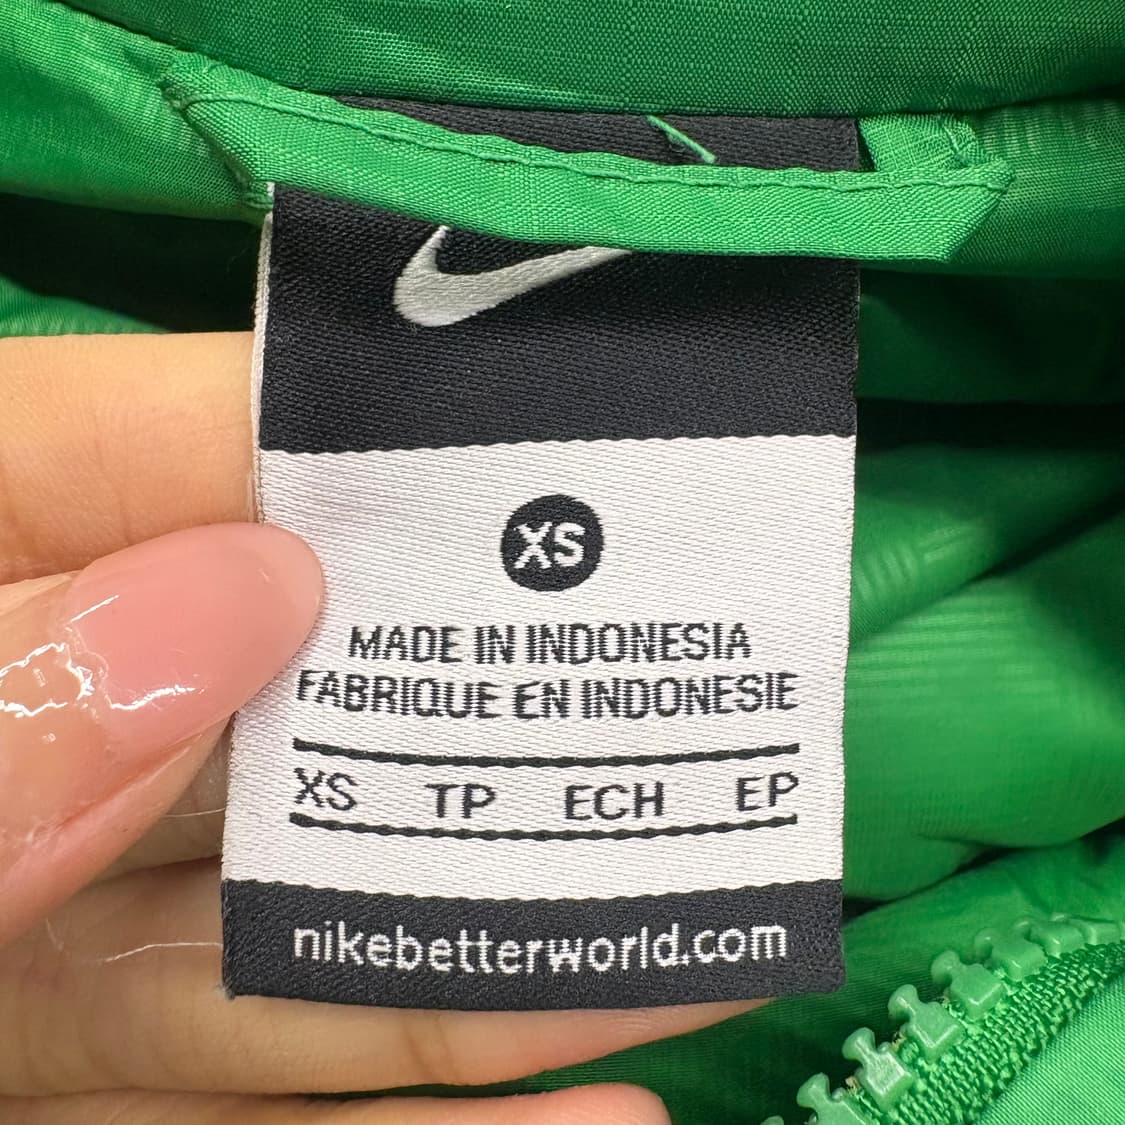 XS
MADE IN INDONESIA
FABRIQUE EN INDONESIE
XS TP ECH EP
nikebetterworld.com